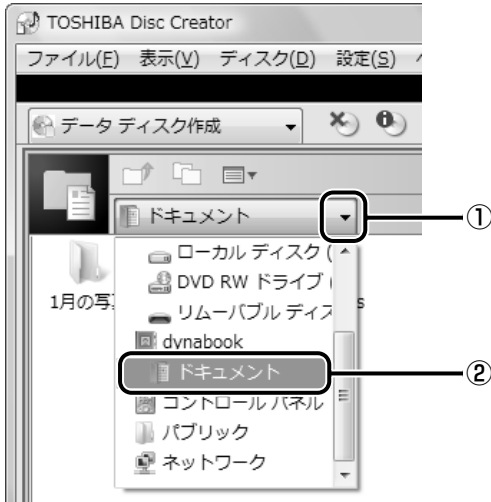 TOSHIBA Disc Creator
ファイル(F) 表示(V) ディスク(D) 設定(S)
データ ディスク作成
ドキュメント
①
ローカル ディスク (
DVD RW ドライブ (
1月の写
s
リムーバブル ディス
dynabook
ドキュメント
②
コントロール パネル
パブリック
ネットワーク